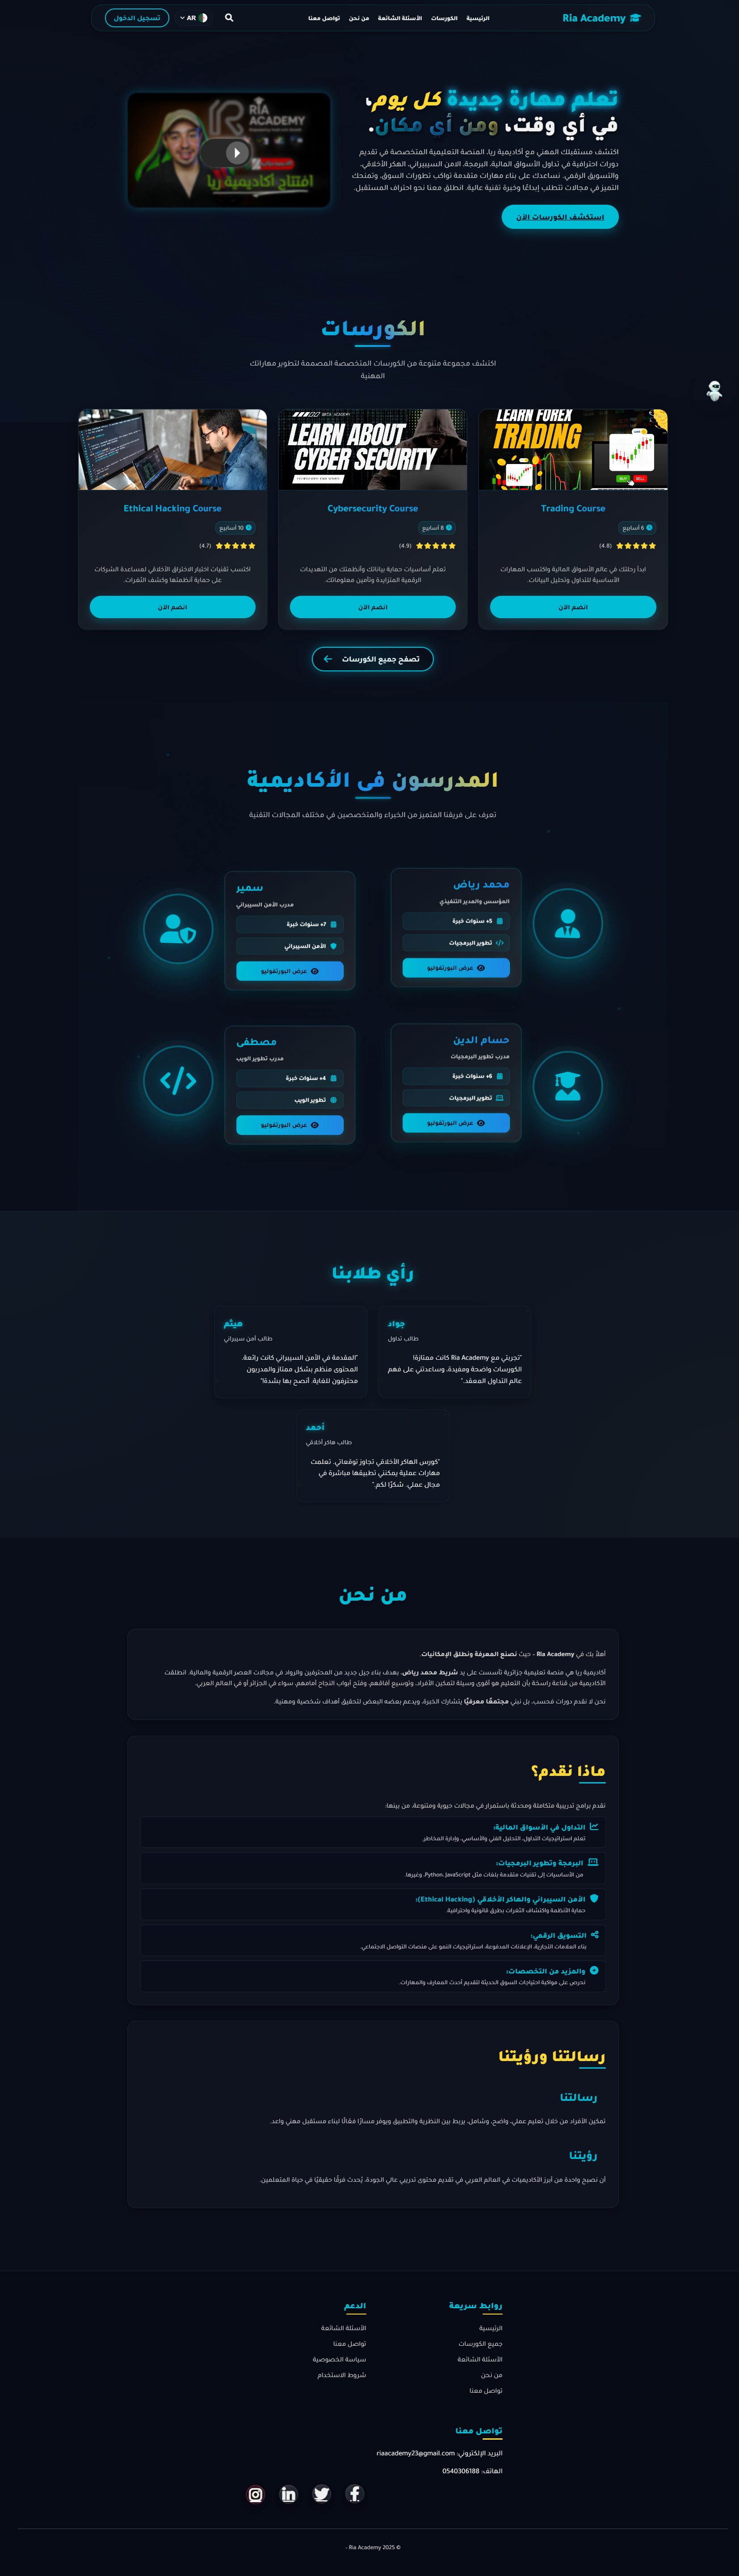 Ria Academy
الرئيسية
الكورسات
الأسئلة الشائعة
من نحن
تواصل معنا
AR
تسجيل الدخول
تعلم مهارة جديدة كل يوم،
في أي وقت، ومن أي مكان.
اكتشف مستقبلك المهني مع أكاديمية ريا، المنصة التعليمية المتخصصة في تقديم
دورات احترافية في تداول الأسواق المالية، البرمجة، الامن السيبيراني، الهكر الأخلاقي،
والتسويق الرقمي. نساعدك على بناء مهارات متقدمة تواكب تطورات السوق، وتمنحك
التميز في مجالات تتطلب إبداعًا وخبرة تقنية عالية. انطلق معنا نحو احتراف المستقبل.
استكشف الكورسات الآن
RIA
ACADEMY
افتتاح أكاديمية ريا
الكورسات
اكتشف مجموعة متنوعة من الكورسات المتخصصة المصممة لتطوير مهاراتك
المهنية
LEARN FOREX
TRADING
BUY
SELL
Trading Course
6 أسابيع
(4.8)
ابدأ رحلتك في عالم الأسواق المالية واكتسب المهارات
الأساسية للتداول وتحليل البيانات.
انضم الآن
LEARN ABOUT
CYBER SECURITY
Cybersecurity Course
8 أسابيع
(4.9)
تعلم أساسيات حماية بياناتك وأنظمتك من التهديدات
الرقمية المتزايدة وتأمين معلوماتك.
انضم الآن
Ethical Hacking Course
10 أسابيع
(4.7)
اكتسب تقنيات اختبار الاختراق الأخلاقي لمساعدة الشركات
على حماية أنظمتها وكشف الثغرات.
انضم الآن
تصفح جميع الكورسات
المدرسون في الأكاديمية
تعرف على فريقنا المتميز من الخبراء والمتخصصين في مختلف المجالات التقنية
محمد رياض
المؤسس والمدير التنفيذي
5+ سنوات خبرة
تطوير البرمجيات
عرض البورتفوليو
سمير
مدرب الأمن السيبراني
7+ سنوات خبرة
الأمن السيبراني
عرض البورتفوليو
حسام الدين
مدرب تطوير البرمجيات
6+ سنوات خبرة
تطوير البرمجيات
عرض البورتفوليو
مصطفى
مدرب تطوير الويب
4+ سنوات خبرة
تطوير الويب
عرض البورتفوليو
رأي طلابنا
جواد
طالب تداول
"تجربتي مع Ria Academy كانت ممتازة!
الكورسات واضحة ومفيدة، وساعدتني على فهم
عالم التداول المعقد."
هيثم
طالب أمن سيبراني
"المقدمة في الأمن السيبراني كانت رائعة.
المحتوى منظم بشكل ممتاز والمدربون
محترفون للغاية. أنصح بها بشدة!"
أحمد
طالب هاكر أخلاقي
"كورس الهاكر الأخلاقي تجاوز توقعاتي. تعلمت
مهارات عملية يمكنني تطبيقها مباشرة في
مجال عملي. شكرًا لكم."
من نحن
أهلاً بك في Ria Academy – حيث نصنع المعرفة ونطلق الإمكانيات.
أكاديمية ريا هي منصة تعليمية جزائرية تأسست على يد شريط محمد رياض، بهدف بناء جيل جديد من المحترفين والرواد في مجالات العصر الرقمية والمالية. انطلقت
الأكاديمية من قناعة راسخة بأن التعليم هو أقوى وسيلة لتمكين الأفراد، وتوسيع آفاقهم، وفتح أبواب النجاح أمامهم، سواء في الجزائر أو في العالم العربي.
نحن لا نقدم دورات فحسب، بل نبني مجتمعًا معرفيًا يتشارك الخبرة، ويدعم بعضه البعض لتحقيق أهداف شخصية ومهنية.
ماذا نقدم؟
نقدم برامج تدريبية متكاملة ومحدثة باستمرار في مجالات حيوية ومتنوعة، من بينها:
التداول في الأسواق المالية:
تعلم استراتيجيات التداول، التحليل الفني والأساسي، وإدارة المخاطر.
البرمجة وتطوير البرمجيات:
من الأساسيات إلى تقنيات متقدمة بلغات مثل Python، JavaScript، وغيرها.
الأمن السيبراني والهاكر الأخلاقي (Ethical Hacking):
حماية الأنظمة واكتشاف الثغرات بطرق قانونية واحترافية.
التسويق الرقمي:
بناء العلامات التجارية، الإعلانات المدفوعة، استراتيجيات النمو على منصات التواصل الاجتماعي.
والمزيد من التخصصات:
نحرص على مواكبة احتياجات السوق الحديثة لتقديم أحدث المعارف والمهارات.
رسالتنا ورؤيتنا
رسالتنا
تمكين الأفراد من خلال تعليم عملي، واضح، وشامل، يربط بين النظرية والتطبيق ويوفر مسارًا فعّالًا لبناء مستقبل مهني واعد.
رؤيتنا
أن نصبح واحدة من أبرز الأكاديميات في العالم العربي في تقديم محتوى تدريبي عالي الجودة، يُحدث فرقًا حقيقيًا في حياة المتعلمين.
روابط سريعة
الرئيسية
جميع الكورسات
الأسئلة الشائعة
من نحن
تواصل معنا
الدعم
الأسئلة الشائعة
تواصل معنا
سياسة الخصوصية
شروط الاستخدام
تواصل معنا
البريد الإلكتروني: riaacademy23@gmail.com
الهاتف: 0540306188
© 2025 Ria Academy -